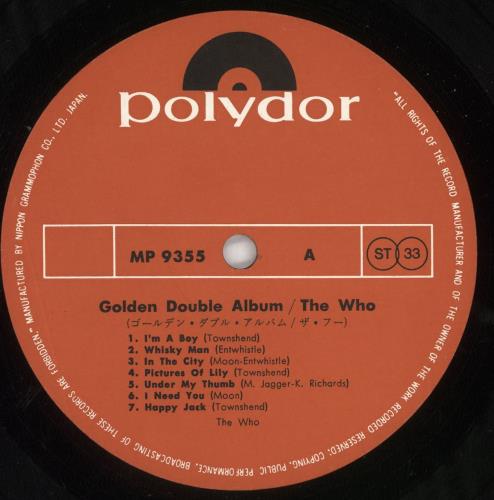 polydor
MP 9355 A ST 33
Golden Double Album / The Who
(ゴールデン・ダブル・アルバム / ザ・フー)
1. I'm A Boy (Townshend)
2. Whisky Man (Entwhistle)
3. In The City (Moon-Entwhistle)
4. Pictures Of Lily (Townshend)
5. Under My Thumb (M. Jagger-K. Richards)
6. I Need You (Moon)
7. Happy Jack (Townshend)
The Who
"ALL RIGHTS OF THE RECORD MANUFACTURER AND OF THE OWNER OF THE WORK RECORDED RESERVED; COPYING, PUBLIC PERFORMANCE, BROADCASTING OF THESE RECORDS ARE FORBIDDEN." MANUFACTURED BY NIPPON GRAMMOPHON CO., LTD. JAPAN.